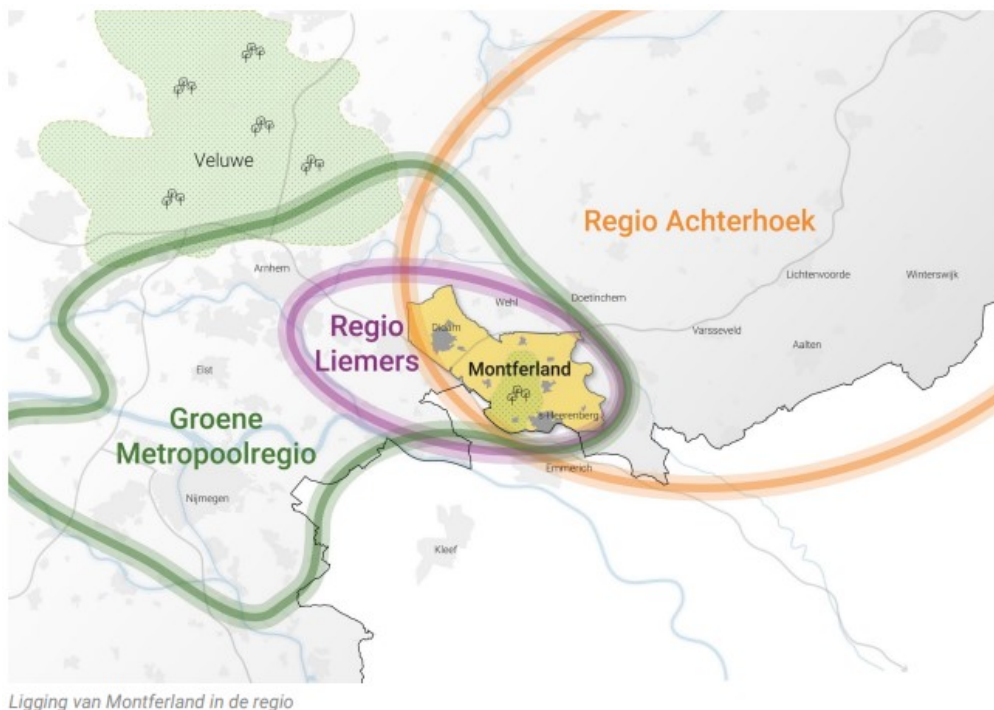 Veluwe
Regio Achterhoek
Arnhem
Lichtenvoorde
Winterswijk
Wehl
Doetinchem
Regio
Liemers
Didam
Varsseveld
Aalten
Elst
Montferland
Groene
Metropoolregio
's Heerenberg
Emmerich
Nijmegen
Kleef
Ligging van Montferland in de regio